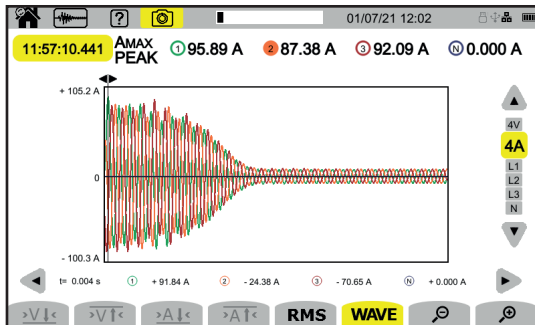 ? 01/07/21 12:02
11:57:10.441 AMAX PEAK 1 95.89 A 2 87.38 A 3 92.09 A N 0.000 A
+ 105.2 A
0
- 100.3 A
4V
4A
L1
L2
L3
N
t= 0.004 s 1 + 91.84 A 2 - 24.38 A 3 - 70.65 A N + 0.000 A
>V↓< >V↑< >A↓< >A↑< RMS WAVE